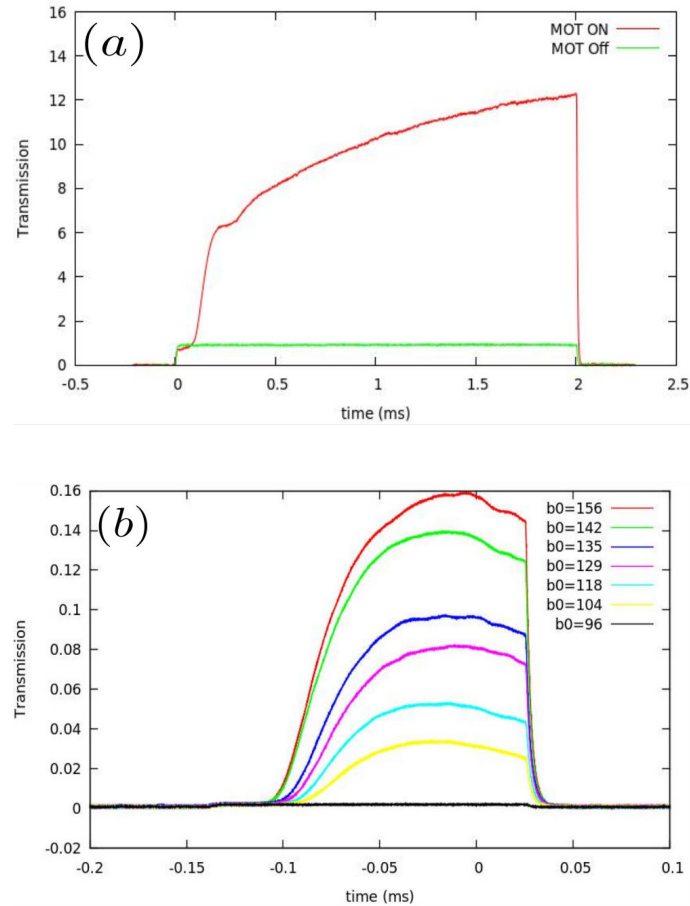 (a)
16
14
12
10
8
6
4
2
0
-0.5
0
0.5
1
1.5
2
2.5
Transmission
time (ms)
MOT ON
MOT Off
(b)
0.16
0.14
0.12
0.1
0.08
0.06
0.04
0.02
0
-0.02
-0.2
-0.15
-0.1
-0.05
0
0.05
0.1
Transmission
time (ms)
b0=156
b0=142
b0=135
b0=129
b0=118
b0=104
b0=96